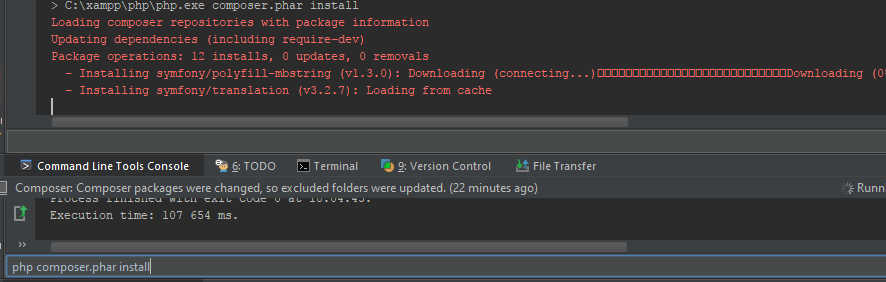 > C:\xampp\php\php.exe composer.phar install
Loading composer repositories with package information
Updating dependencies (including require-dev)
Package operations: 12 installs, 0 updates, 0 removals
- Installing symfony/polyfill-mbstring (v1.3.0): Downloading (connecting...)▯▯▯▯▯▯▯▯▯▯▯▯▯▯▯▯▯▯▯▯▯▯▯▯▯▯Downloading (0%
- Installing symfony/translation (v3.2.7): Loading from cache
Command Line Tools Console
6: TODO
Terminal
9: Version Control
File Transfer
Composer: Composer packages were changed, so excluded folders were updated. (22 minutes ago)
Runn
Process finished with exit code 0 at 18:04:45.
Execution time: 107 654 ms.
»
php composer.phar install